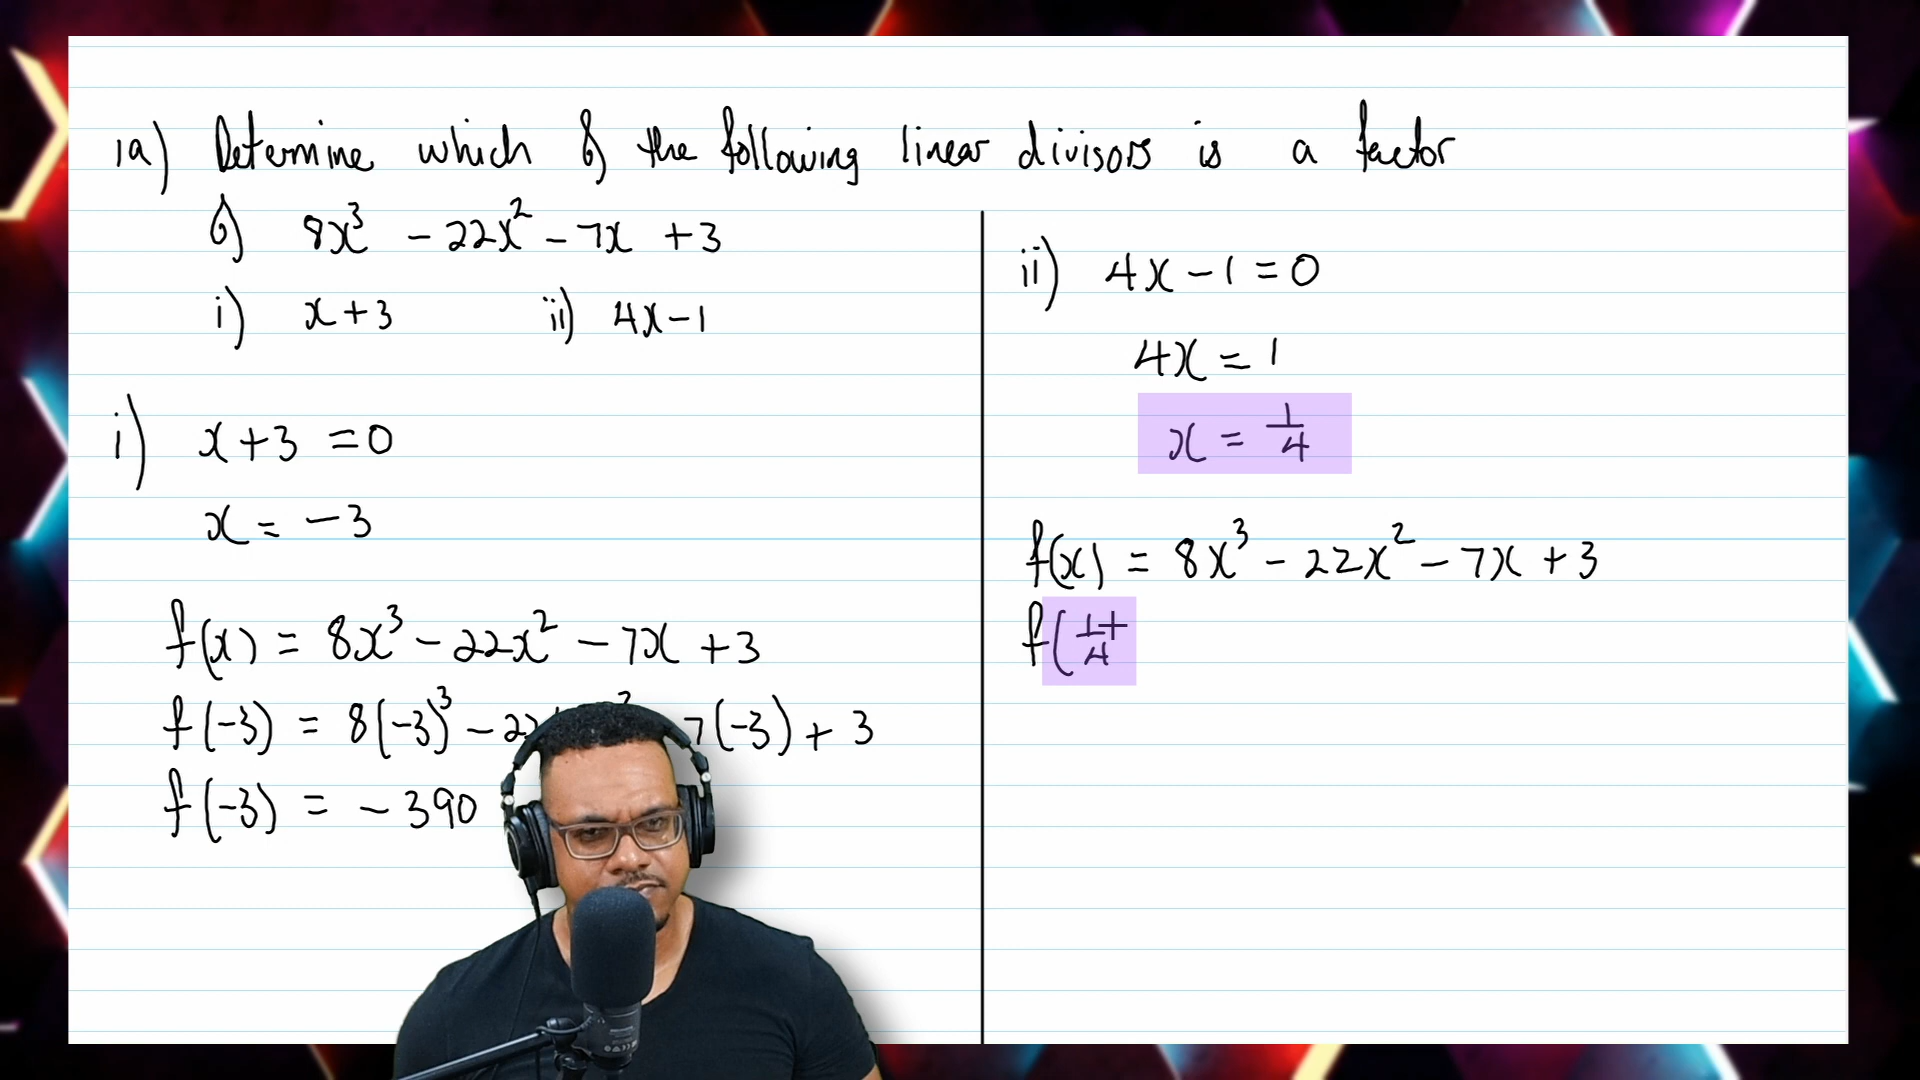 1a) Determine which of the following linear divisors is a factor
of 8x³ - 22x² - 7x + 3
i) x + 3 ii) 4x - 1
i) x + 3 = 0
x = -3
f(x) = 8x³ - 22x² - 7x + 3
f(-3) = 8(-3)³ - 22 7(-3) + 3
f(-3) = -390
ii) 4x - 1 = 0
4x = 1
x = 1/4
f(x) = 8x³ - 22x² - 7x + 3
f(1/4